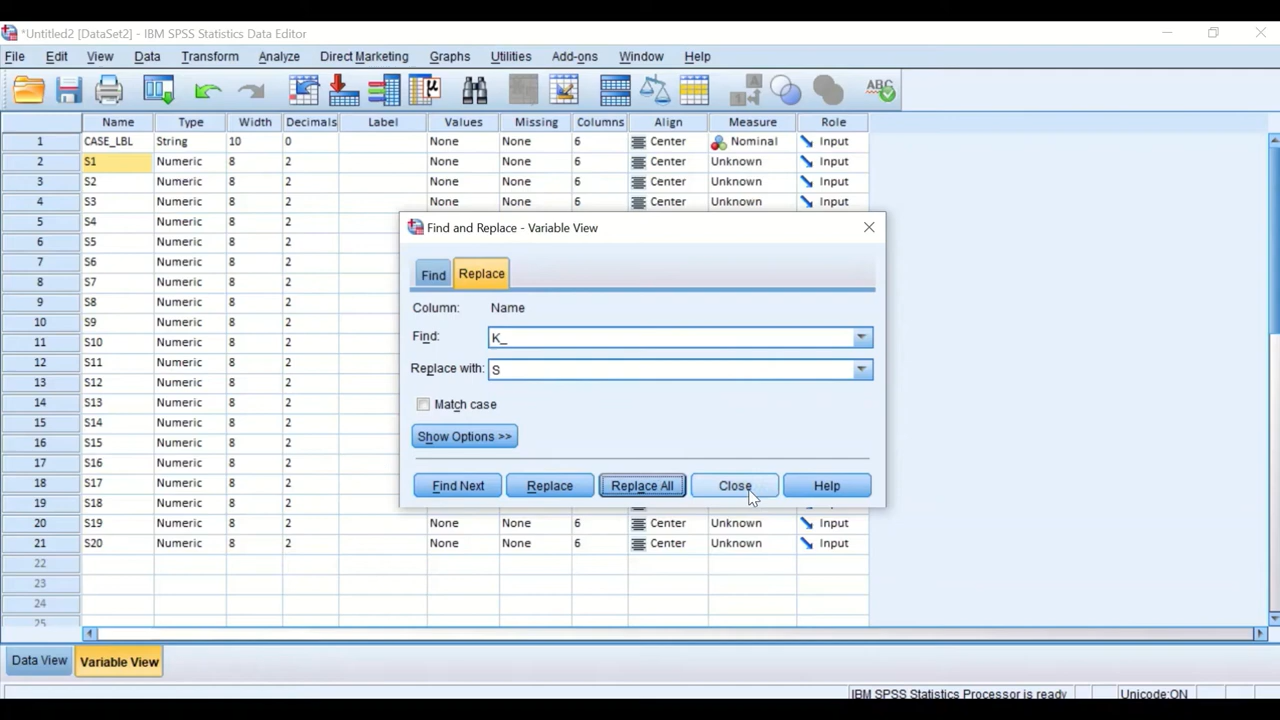 *Untitled2 [DataSet2] - IBM SPSS Statistics Data Editor
File Edit View Data Transform Analyze Direct Marketing Graphs Utilities Add-ons Window Help
ABC
Name Type Width Decimals Label Values Missing Columns Align Measure Role
1 CASE_LBL String 10 0 None None 6 Center Nominal Input
2 S1 Numeric 8 2 None None 6 Center Unknown Input
3 S2 Numeric 8 2 None None 6 Center Unknown Input
4 S3 Numeric 8 2 None None 6 Center Unknown Input
5 S4 Numeric 8 2
6 S5 Numeric 8 2
7 S6 Numeric 8 2
8 S7 Numeric 8 2
9 S8 Numeric 8 2
10 S9 Numeric 8 2
11 S10 Numeric 8 2
12 S11 Numeric 8 2
13 S12 Numeric 8 2
14 S13 Numeric 8 2
15 S14 Numeric 8 2
16 S15 Numeric 8 2
17 S16 Numeric 8 2
18 S17 Numeric 8 2
19 S18 Numeric 8 2
20 S19 Numeric 8 2 None None 6 Center Unknown Input
21 S20 Numeric 8 2 None None 6 Center Unknown Input
22
23
24
25
Find and Replace - Variable View
Find Replace
Column: Name
Find: K_
Replace with: S
Match case
Show Options >>
Find Next Replace Replace All Close Help
Data View Variable View
IBM SPSS Statistics Processor is ready Unicode:ON